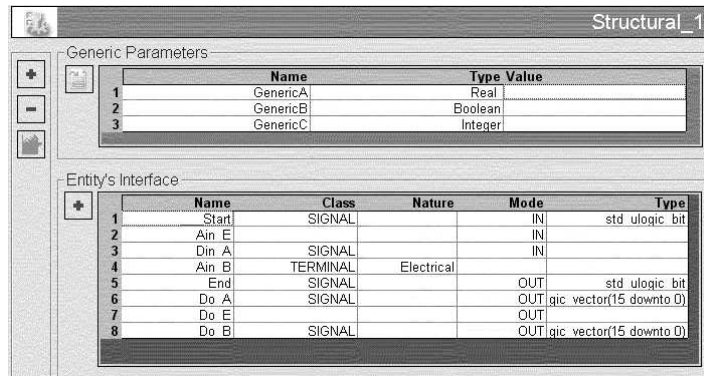 Structural_1
Generic Parameters
Name Type Value
1 GenericA Real
2 GenericB Boolean
3 GenericC Integer
Entity's Interface
Name Class Nature Mode Type
1 Start SIGNAL IN std ulogic bit
2 Ain E IN
3 Din A SIGNAL IN
4 Ain B TERMINAL Electrical
5 End SIGNAL OUT std ulogic bit
6 Do A SIGNAL OUT gic vector(15 downto 0)
7 Do E OUT
8 Do B SIGNAL OUT gic vector(15 downto 0)